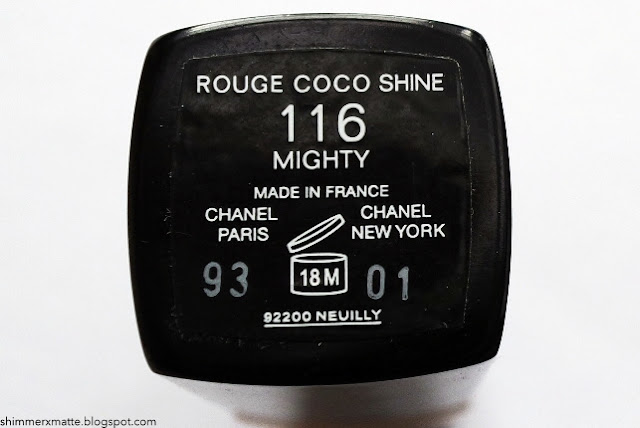 ROUGE COCO SHINE
116
MIGHTY
MADE IN FRANCE
CHANEL PARIS
CHANEL NEW YORK
93 18M 01
92200 NEUILLY
shimmerxmatte.blogspot.com